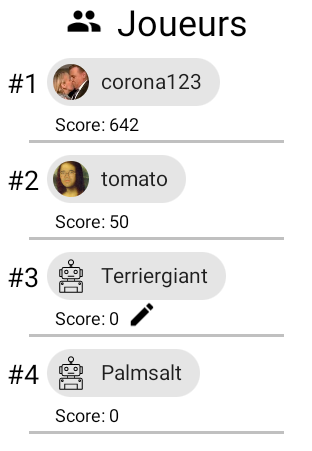 Joueurs
#1 corona123
Score: 642
#2 tomato
Score: 50
#3 Terriergiant
Score: 0
#4 Palmsalt
Score: 0